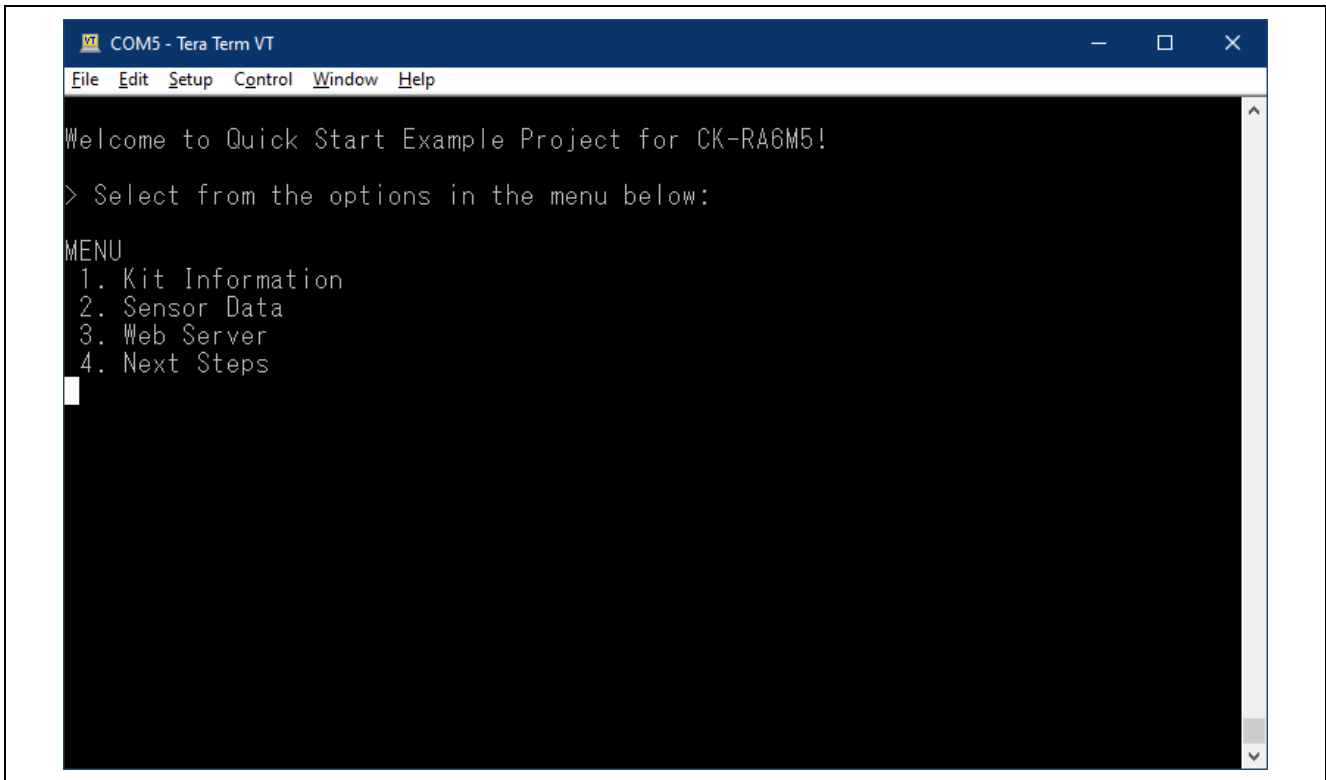 COM5 - Tera Term VT
File Edit Setup Control Window Help
Welcome to Quick Start Example Project for CK-RA6M5!
> Select from the options in the menu below:
MENU
1. Kit Information
2. Sensor Data
3. Web Server
4. Next Steps